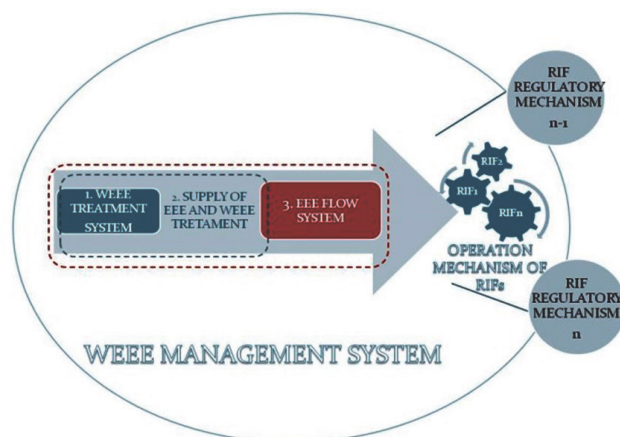 RIF
REGULATORY
MECHANISM
n-1
RIF2
RIF1
RIFn
1. WEEE
TREATMENT
SYSTEM
2. SUPPLY OF
EEE AND WEEE
TRETAMENT
3. EEE FLOW
SYSTEM
OPERATION
MECHANISM OF
RIFs
RIF
REGULATORY
MECHANISM
n
WEEE MANAGEMENT SYSTEM